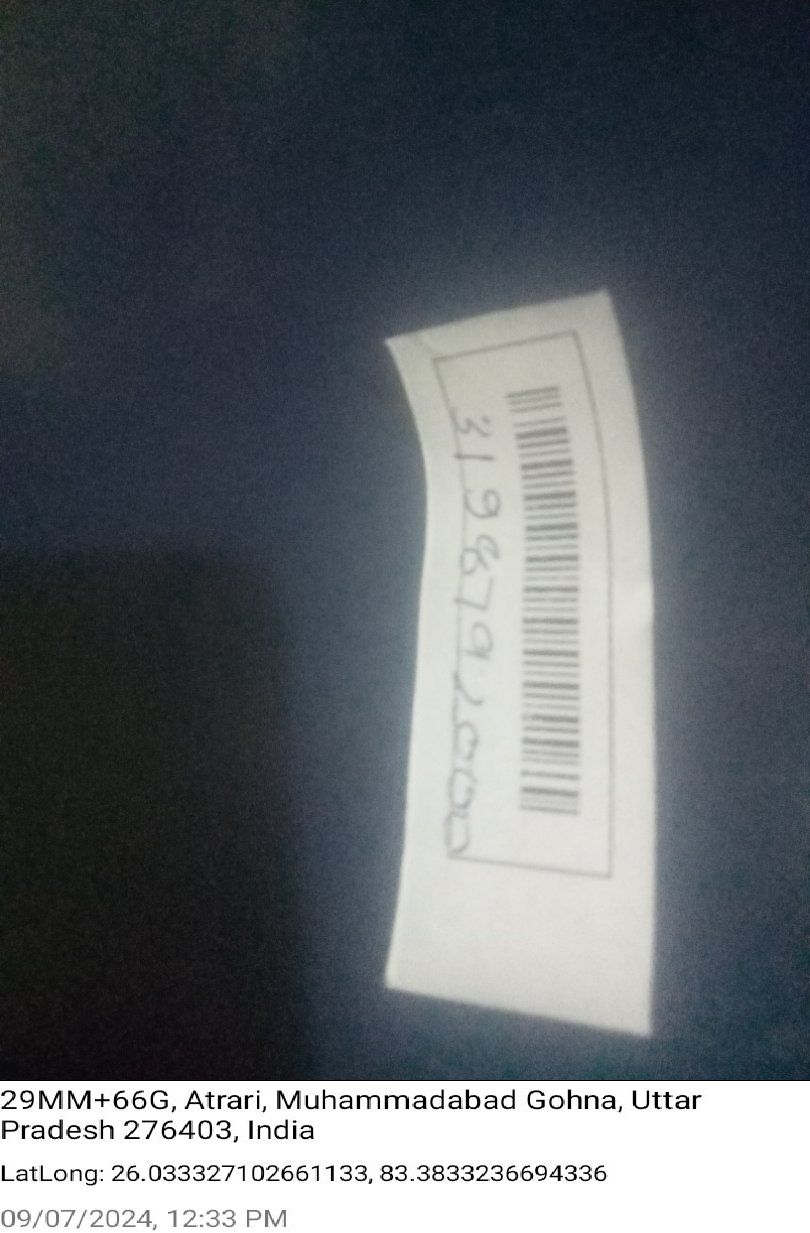 3198792000
29MM+66G, Atrari, Muhammadabad Gohna, Uttar
Pradesh 276403, India
LatLong: 26.033327102661133, 83.3833236694336
09/07/2024, 12:33 PM